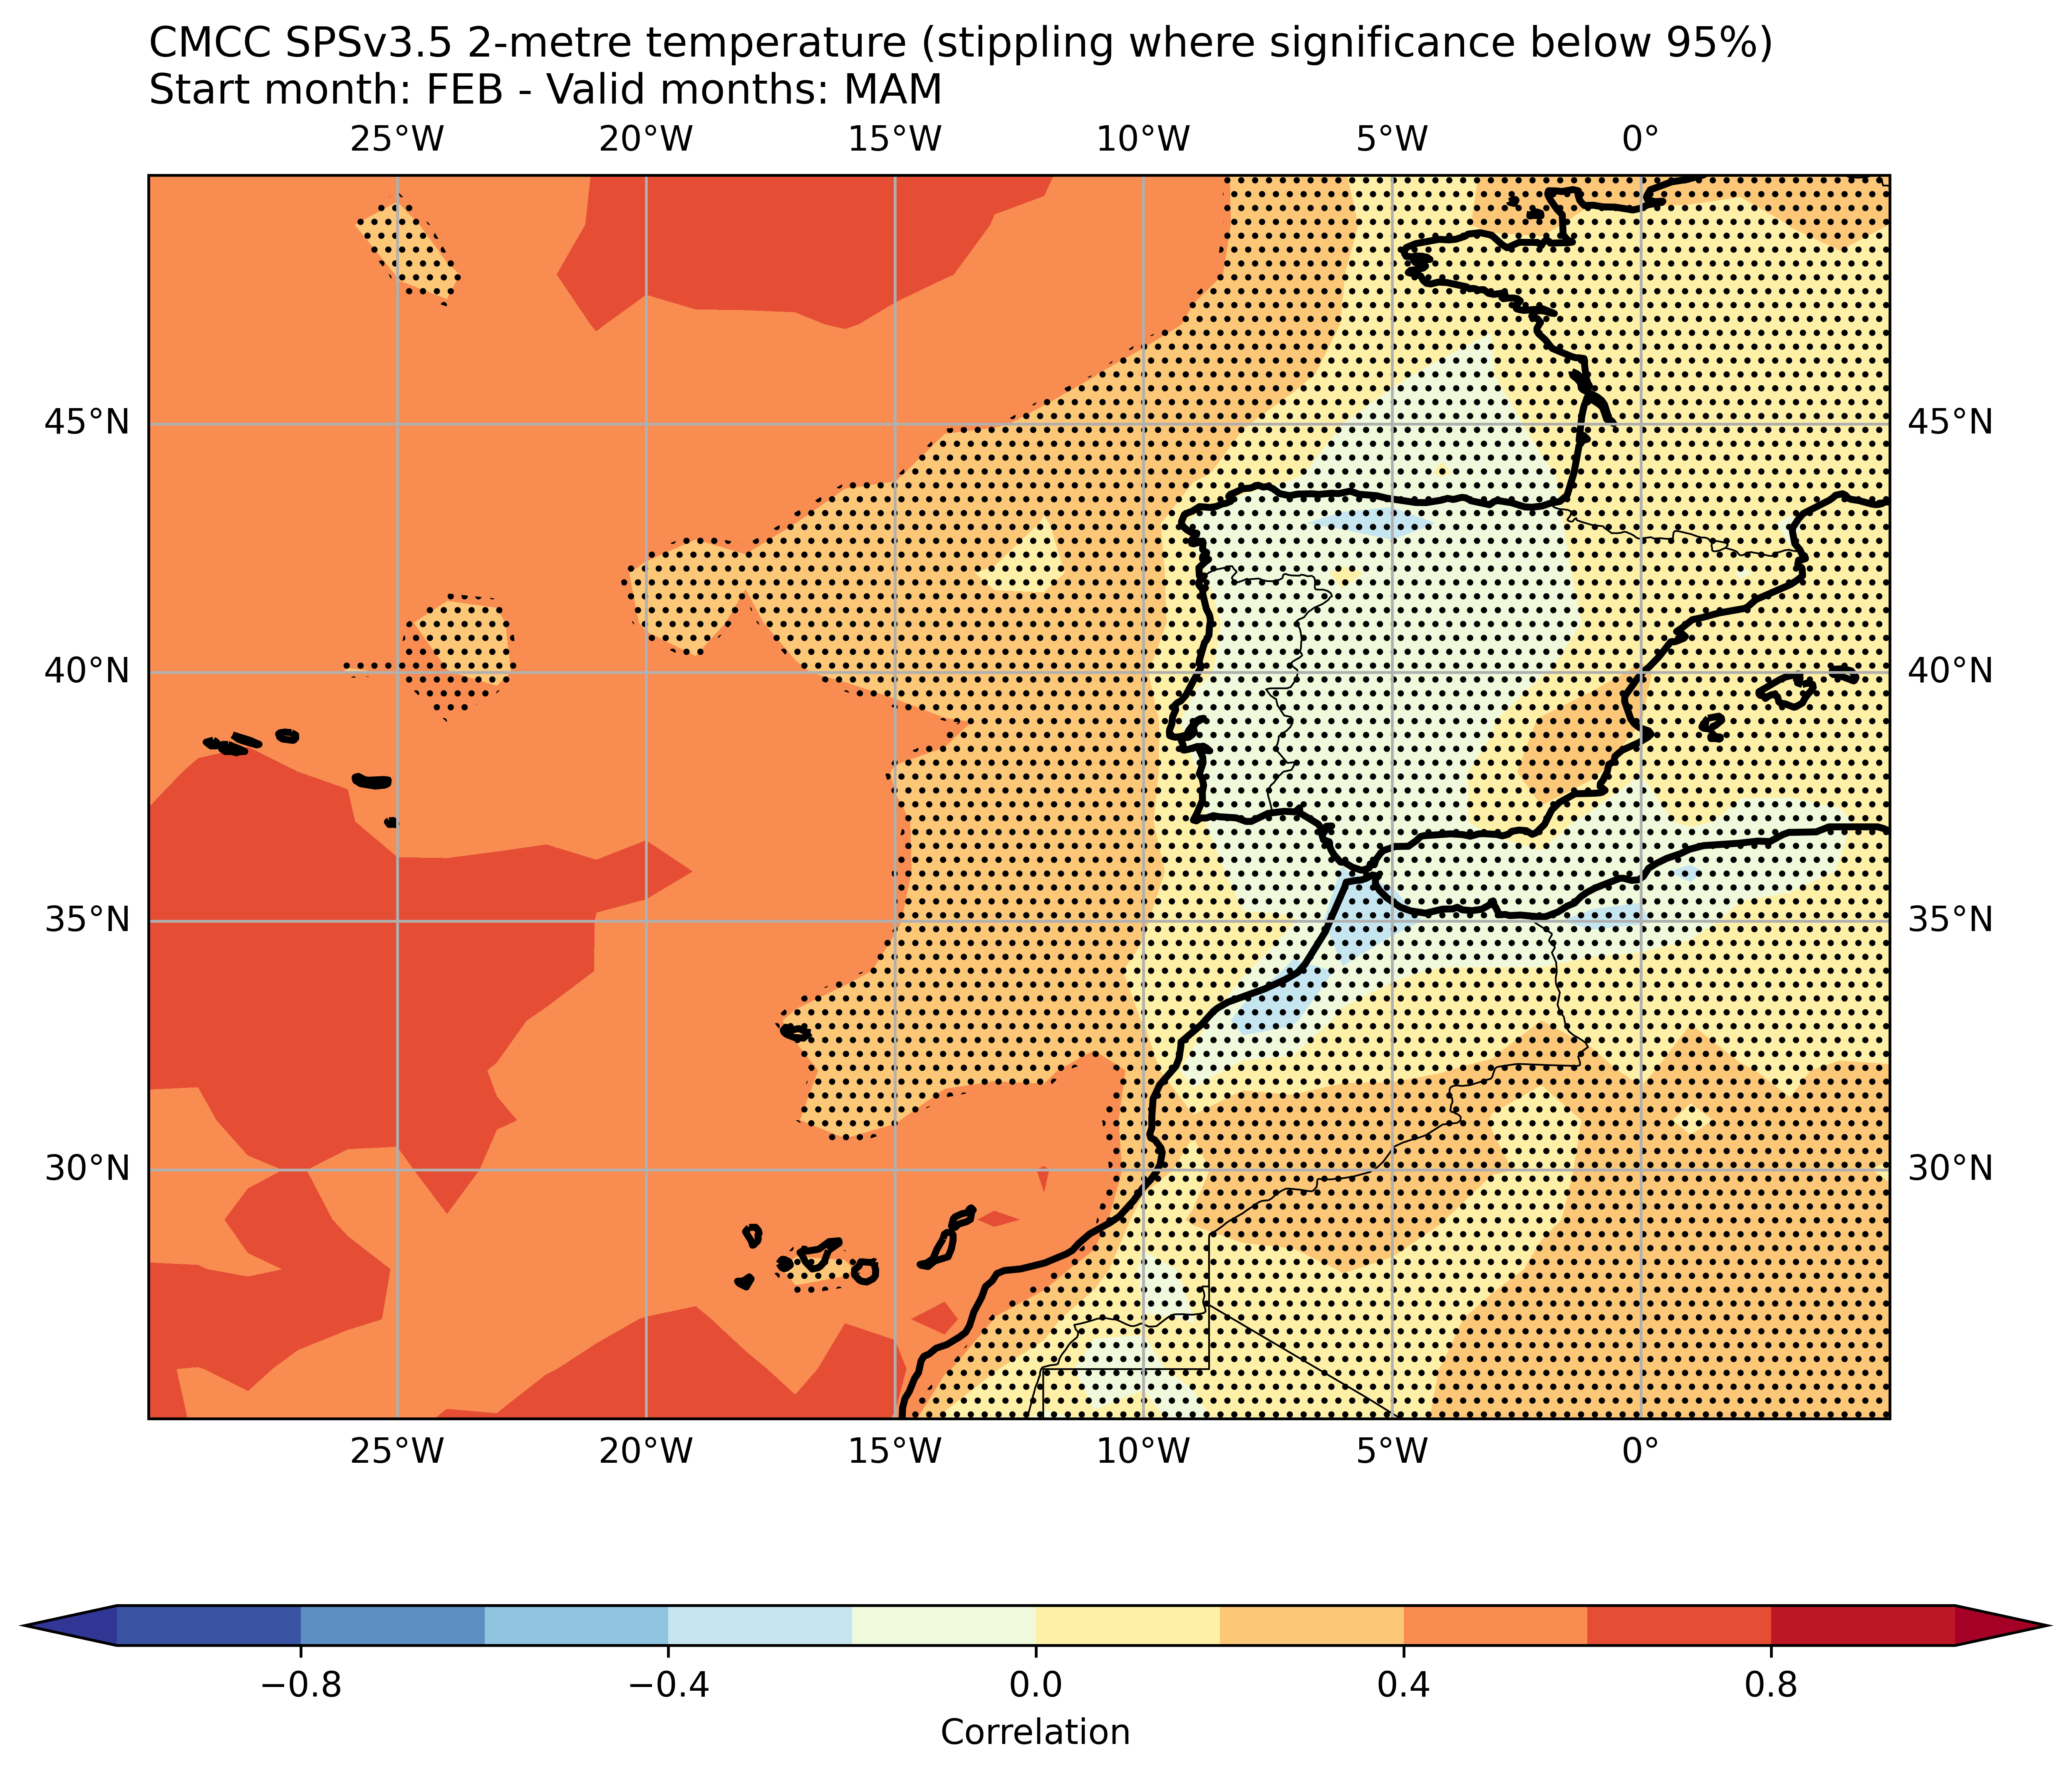 CMCC SPSv3.5 2-metre temperature (stippling where significance below 95%)
Start month: FEB - Valid months: MAM
25°W 20°W 15°W 10°W 5°W 0°
45°N 45°N
40°N 40°N
35°N 35°N
30°N 30°N
25°W 20°W 15°W 10°W 5°W 0°
−0.8 −0.4 0.0 0.4 0.8
Correlation